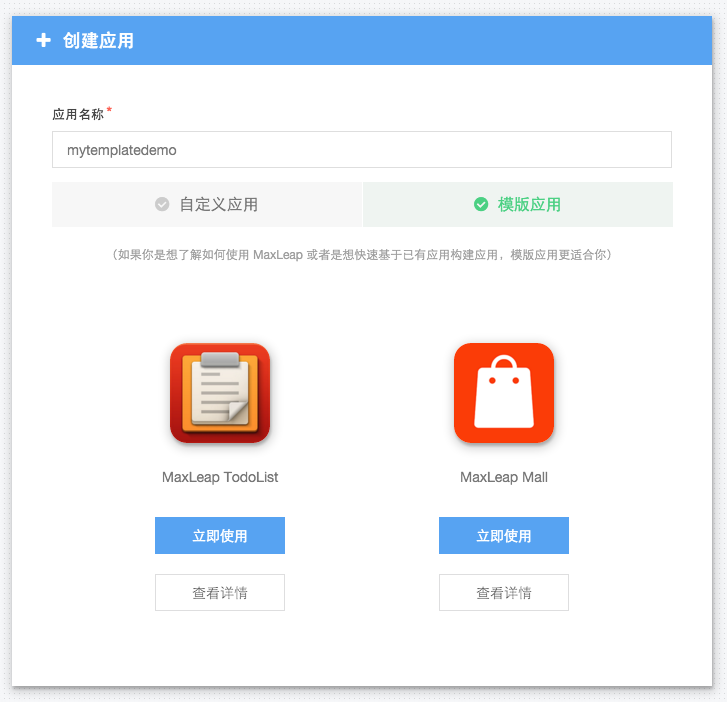 创建应用
应用名称*
mytemplatedemo
自定义应用 模版应用
（如果你是想了解如何使用 MaxLeap 或者是想快速基于已有应用构建应用，模版应用更适合你）
MaxLeap TodoList MaxLeap Mall
立即使用 立即使用
查看详情 查看详情